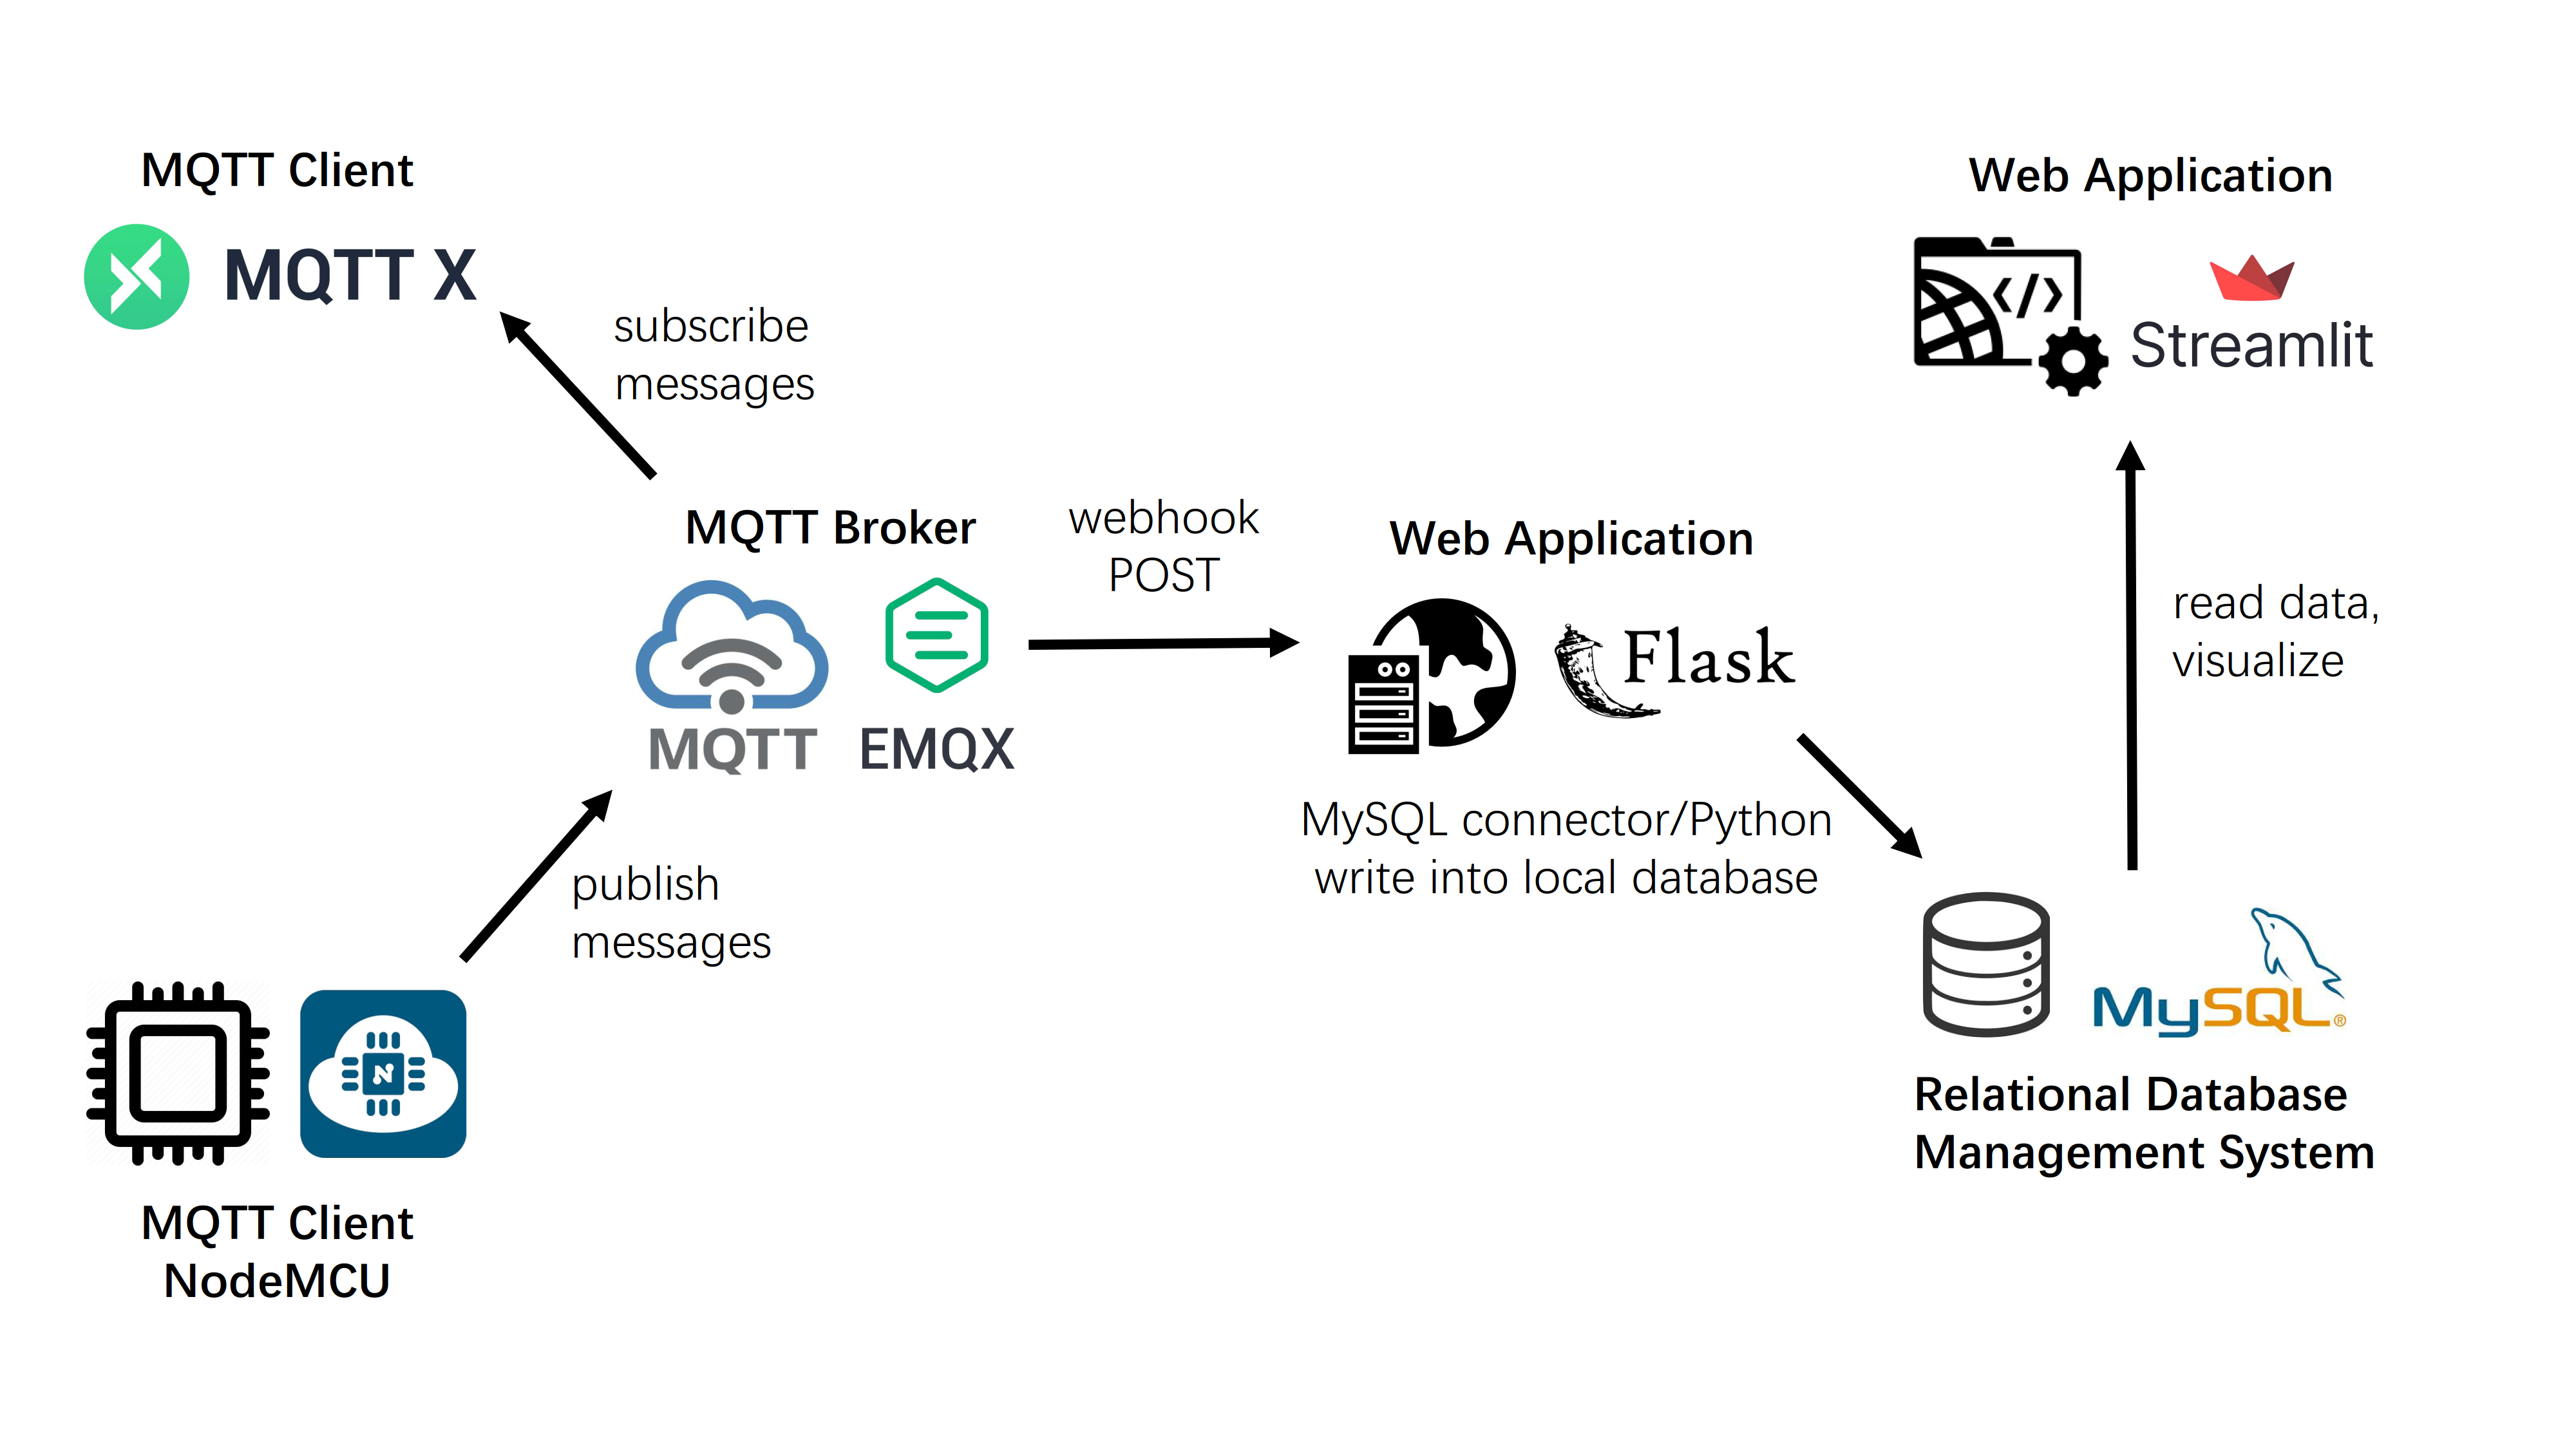 MQTT Client
MQTT X
subscribe
messages
MQTT Broker
MQTT
EMQX
publish
messages
N
MQTT Client
NodeMCU
webhook
POST
Web Application
Flask
MySQL connector/Python
write into local database
Web Application
</>
Streamlit
read data,
visualize
MySQL®
Relational Database
Management System